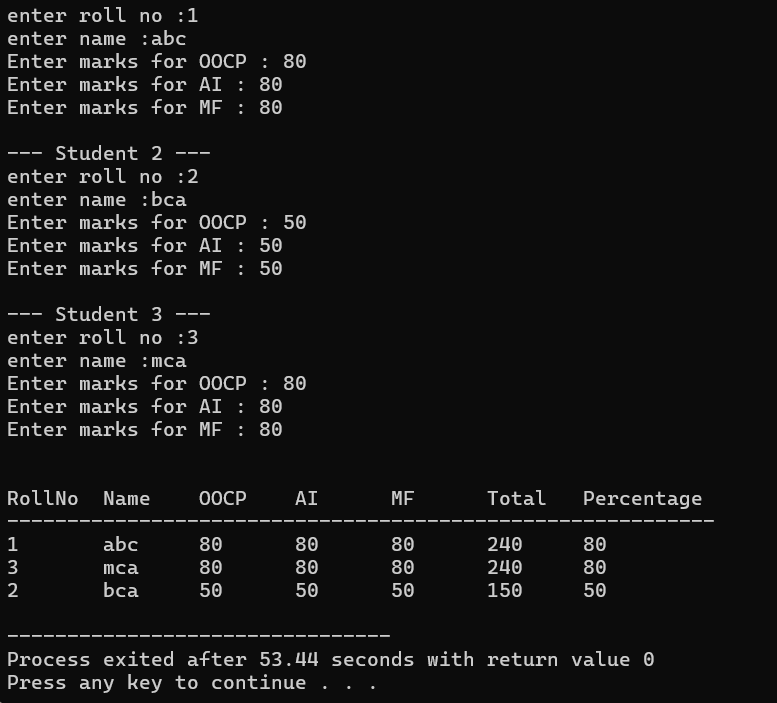 enter roll no :1
enter name :abc
Enter marks for OOCP : 80
Enter marks for AI : 80
Enter marks for MF : 80
--- Student 2 ---
enter roll no :2
enter name :bca
Enter marks for OOCP : 50
Enter marks for AI : 50
Enter marks for MF : 50
--- Student 3 ---
enter roll no :3
enter name :mca
Enter marks for OOCP : 80
Enter marks for AI : 80
Enter marks for MF : 80
RollNo  Name    OOCP    AI      MF      Total   Percentage
-----------------------------------------------------------
1       abc     80      80      80      240     80
3       mca     80      80      80      240     80
2       bca     50      50      50      150     50
--------------------------------
Process exited after 53.44 seconds with return value 0
Press any key to continue . . .